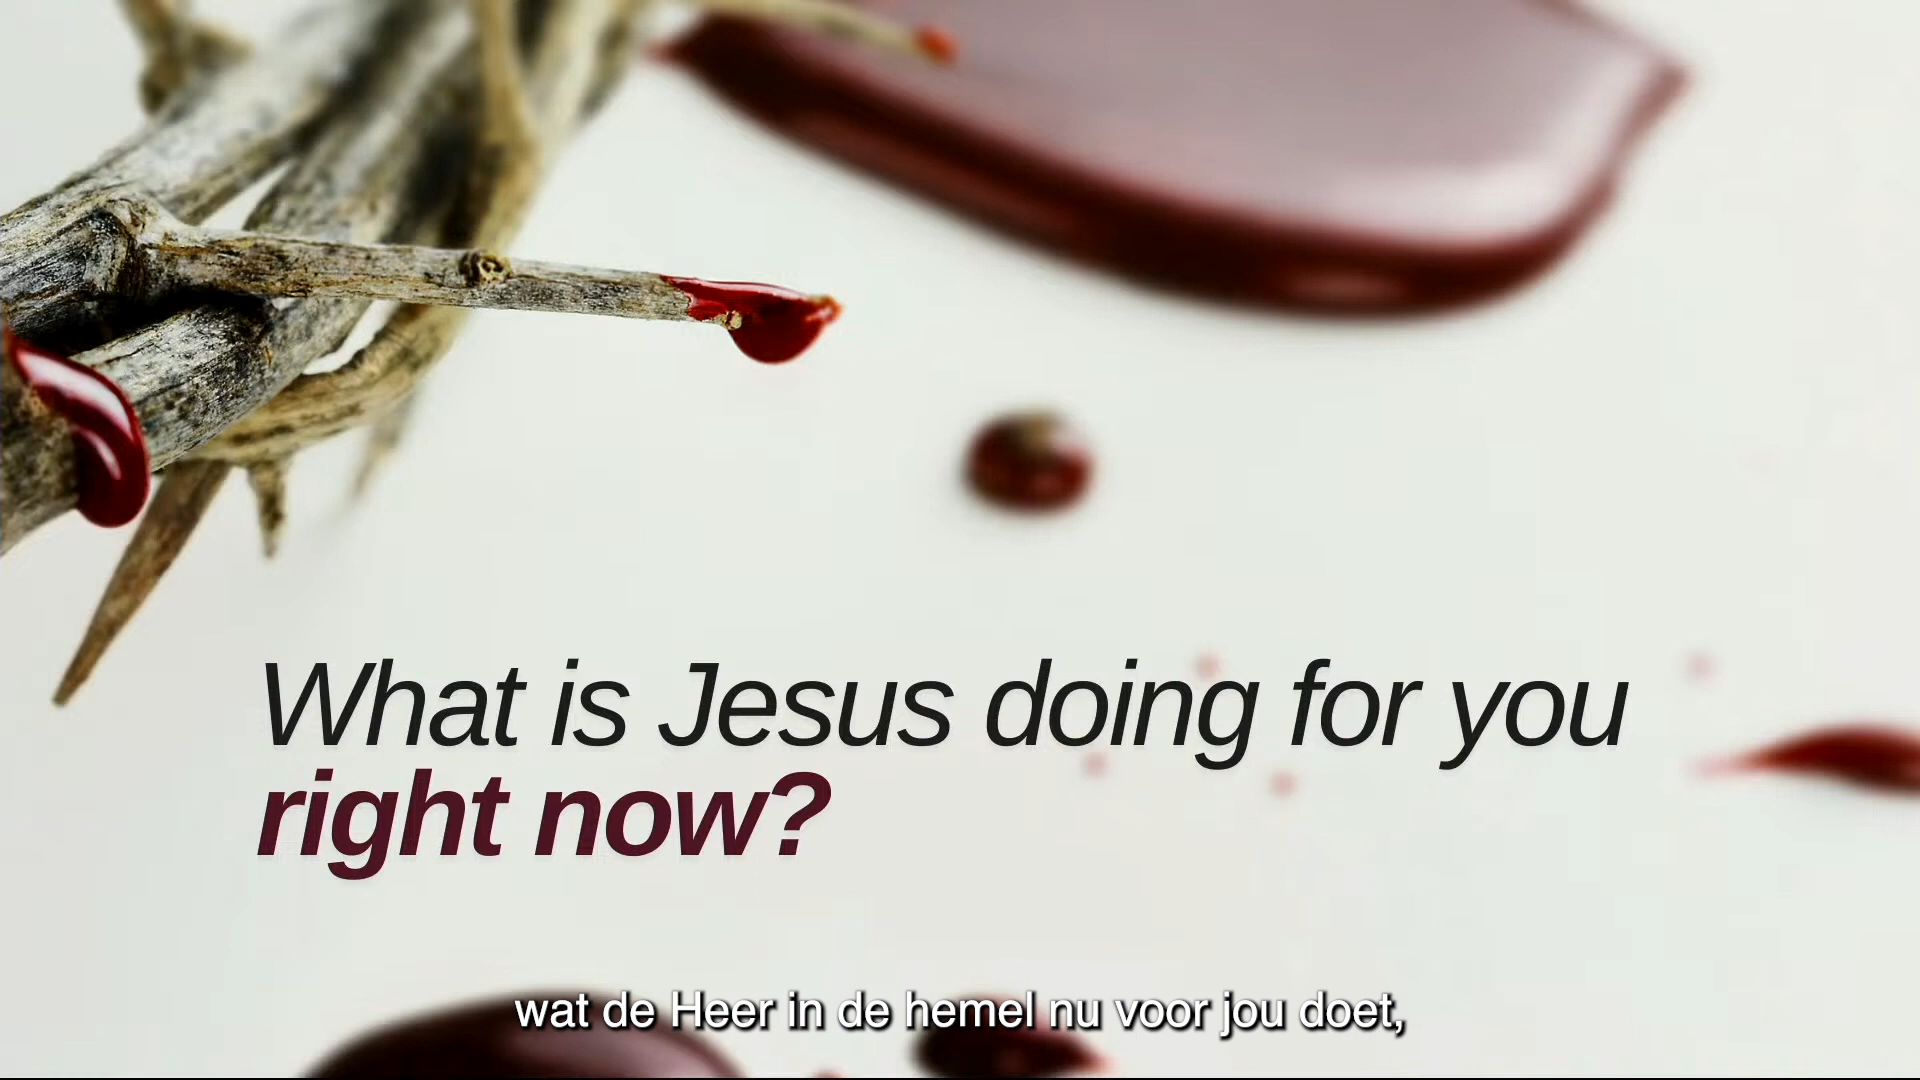 What is Jesus doing for you
right now?
wat de Heer in de hemel nu voor jou doet,